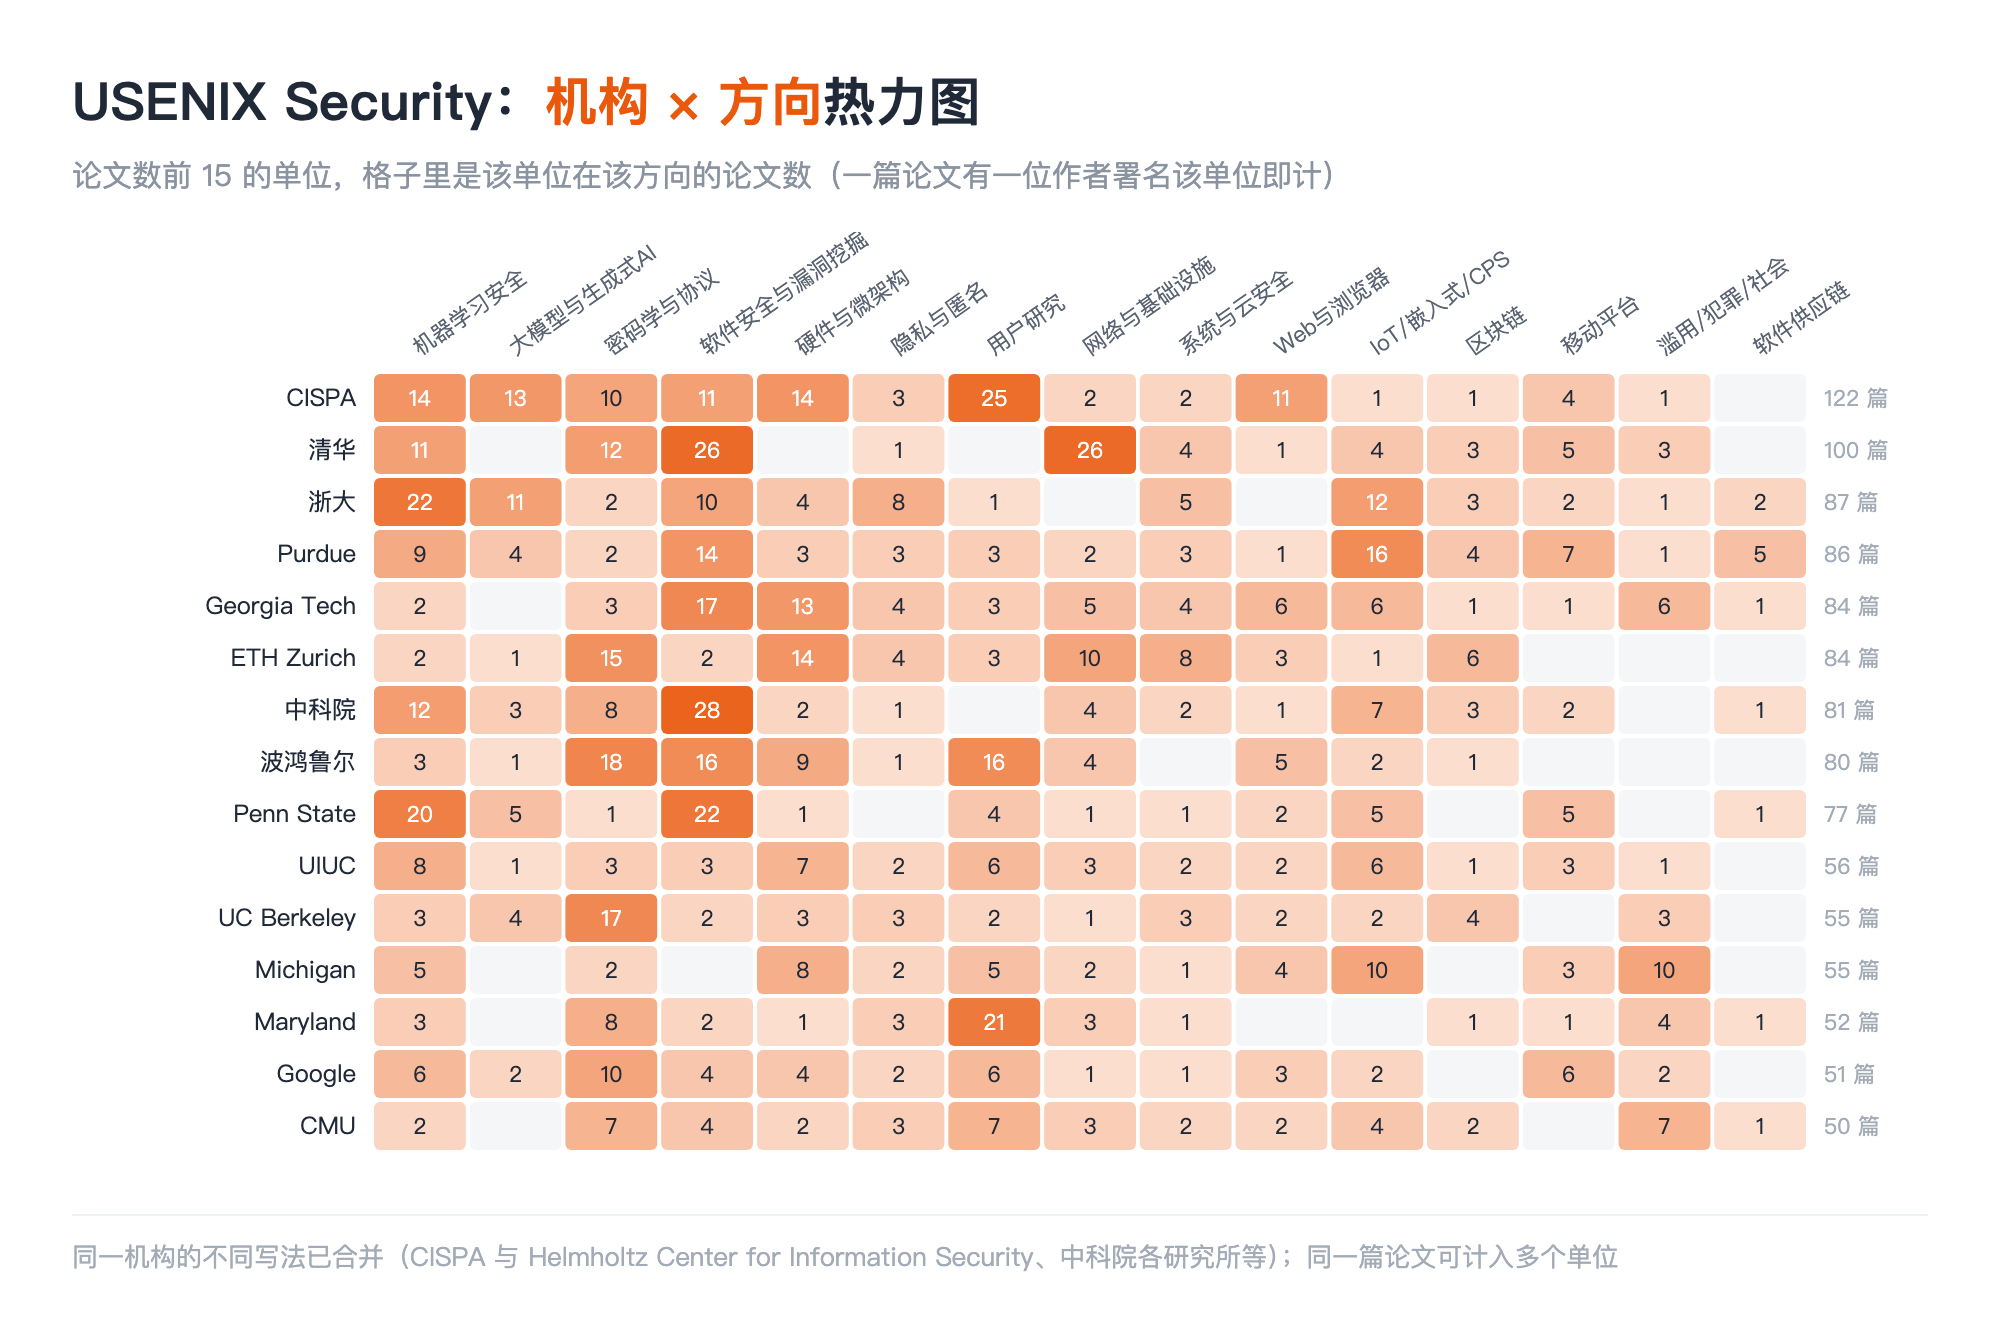 USENIX Security：机构 × 方向热力图
论文数前 15 的单位，格子里是该单位在该方向的论文数（一篇论文有一位作者署名该单位即计）
机器学习安全 大模型与生成式AI 密码学与协议 软件安全与漏洞挖掘 硬件与微架构 隐私与匿名 用户研究 网络与基础设施 系统与云安全 Web与浏览器 IoT/嵌入式/CPS 区块链 移动平台 滥用/犯罪/社会 软件供应链
CISPA 14 13 10 11 14 3 25 2 2 11 1 1 4 1 122 篇
清华 11 12 26 1 26 4 1 4 3 5 3 100 篇
浙大 22 11 2 10 4 8 1 5 12 3 2 1 2 87 篇
Purdue 9 4 2 14 3 3 3 2 3 1 16 4 7 1 5 86 篇
Georgia Tech 2 3 17 13 4 3 5 4 6 6 1 1 6 1 84 篇
ETH Zurich 2 1 15 2 14 4 3 10 8 3 1 6 84 篇
中科院 12 3 8 28 2 1 4 2 1 7 3 2 1 81 篇
波鸿鲁尔 3 1 18 16 9 1 16 4 5 2 1 80 篇
Penn State 20 5 1 22 1 4 1 1 2 5 5 1 77 篇
UIUC 8 1 3 3 7 2 6 3 2 2 6 1 3 1 56 篇
UC Berkeley 3 4 17 2 3 3 2 1 3 2 2 4 3 55 篇
Michigan 5 2 8 2 5 2 1 4 10 3 10 55 篇
Maryland 3 8 2 1 3 21 3 1 1 1 4 1 52 篇
Google 6 2 10 4 4 2 6 1 1 3 2 6 2 51 篇
CMU 2 7 4 2 3 7 3 2 2 4 2 7 1 50 篇
同一机构的不同写法已合并（CISPA 与 Helmholtz Center for Information Security、中科院各研究所等）；同一篇论文可计入多个单位